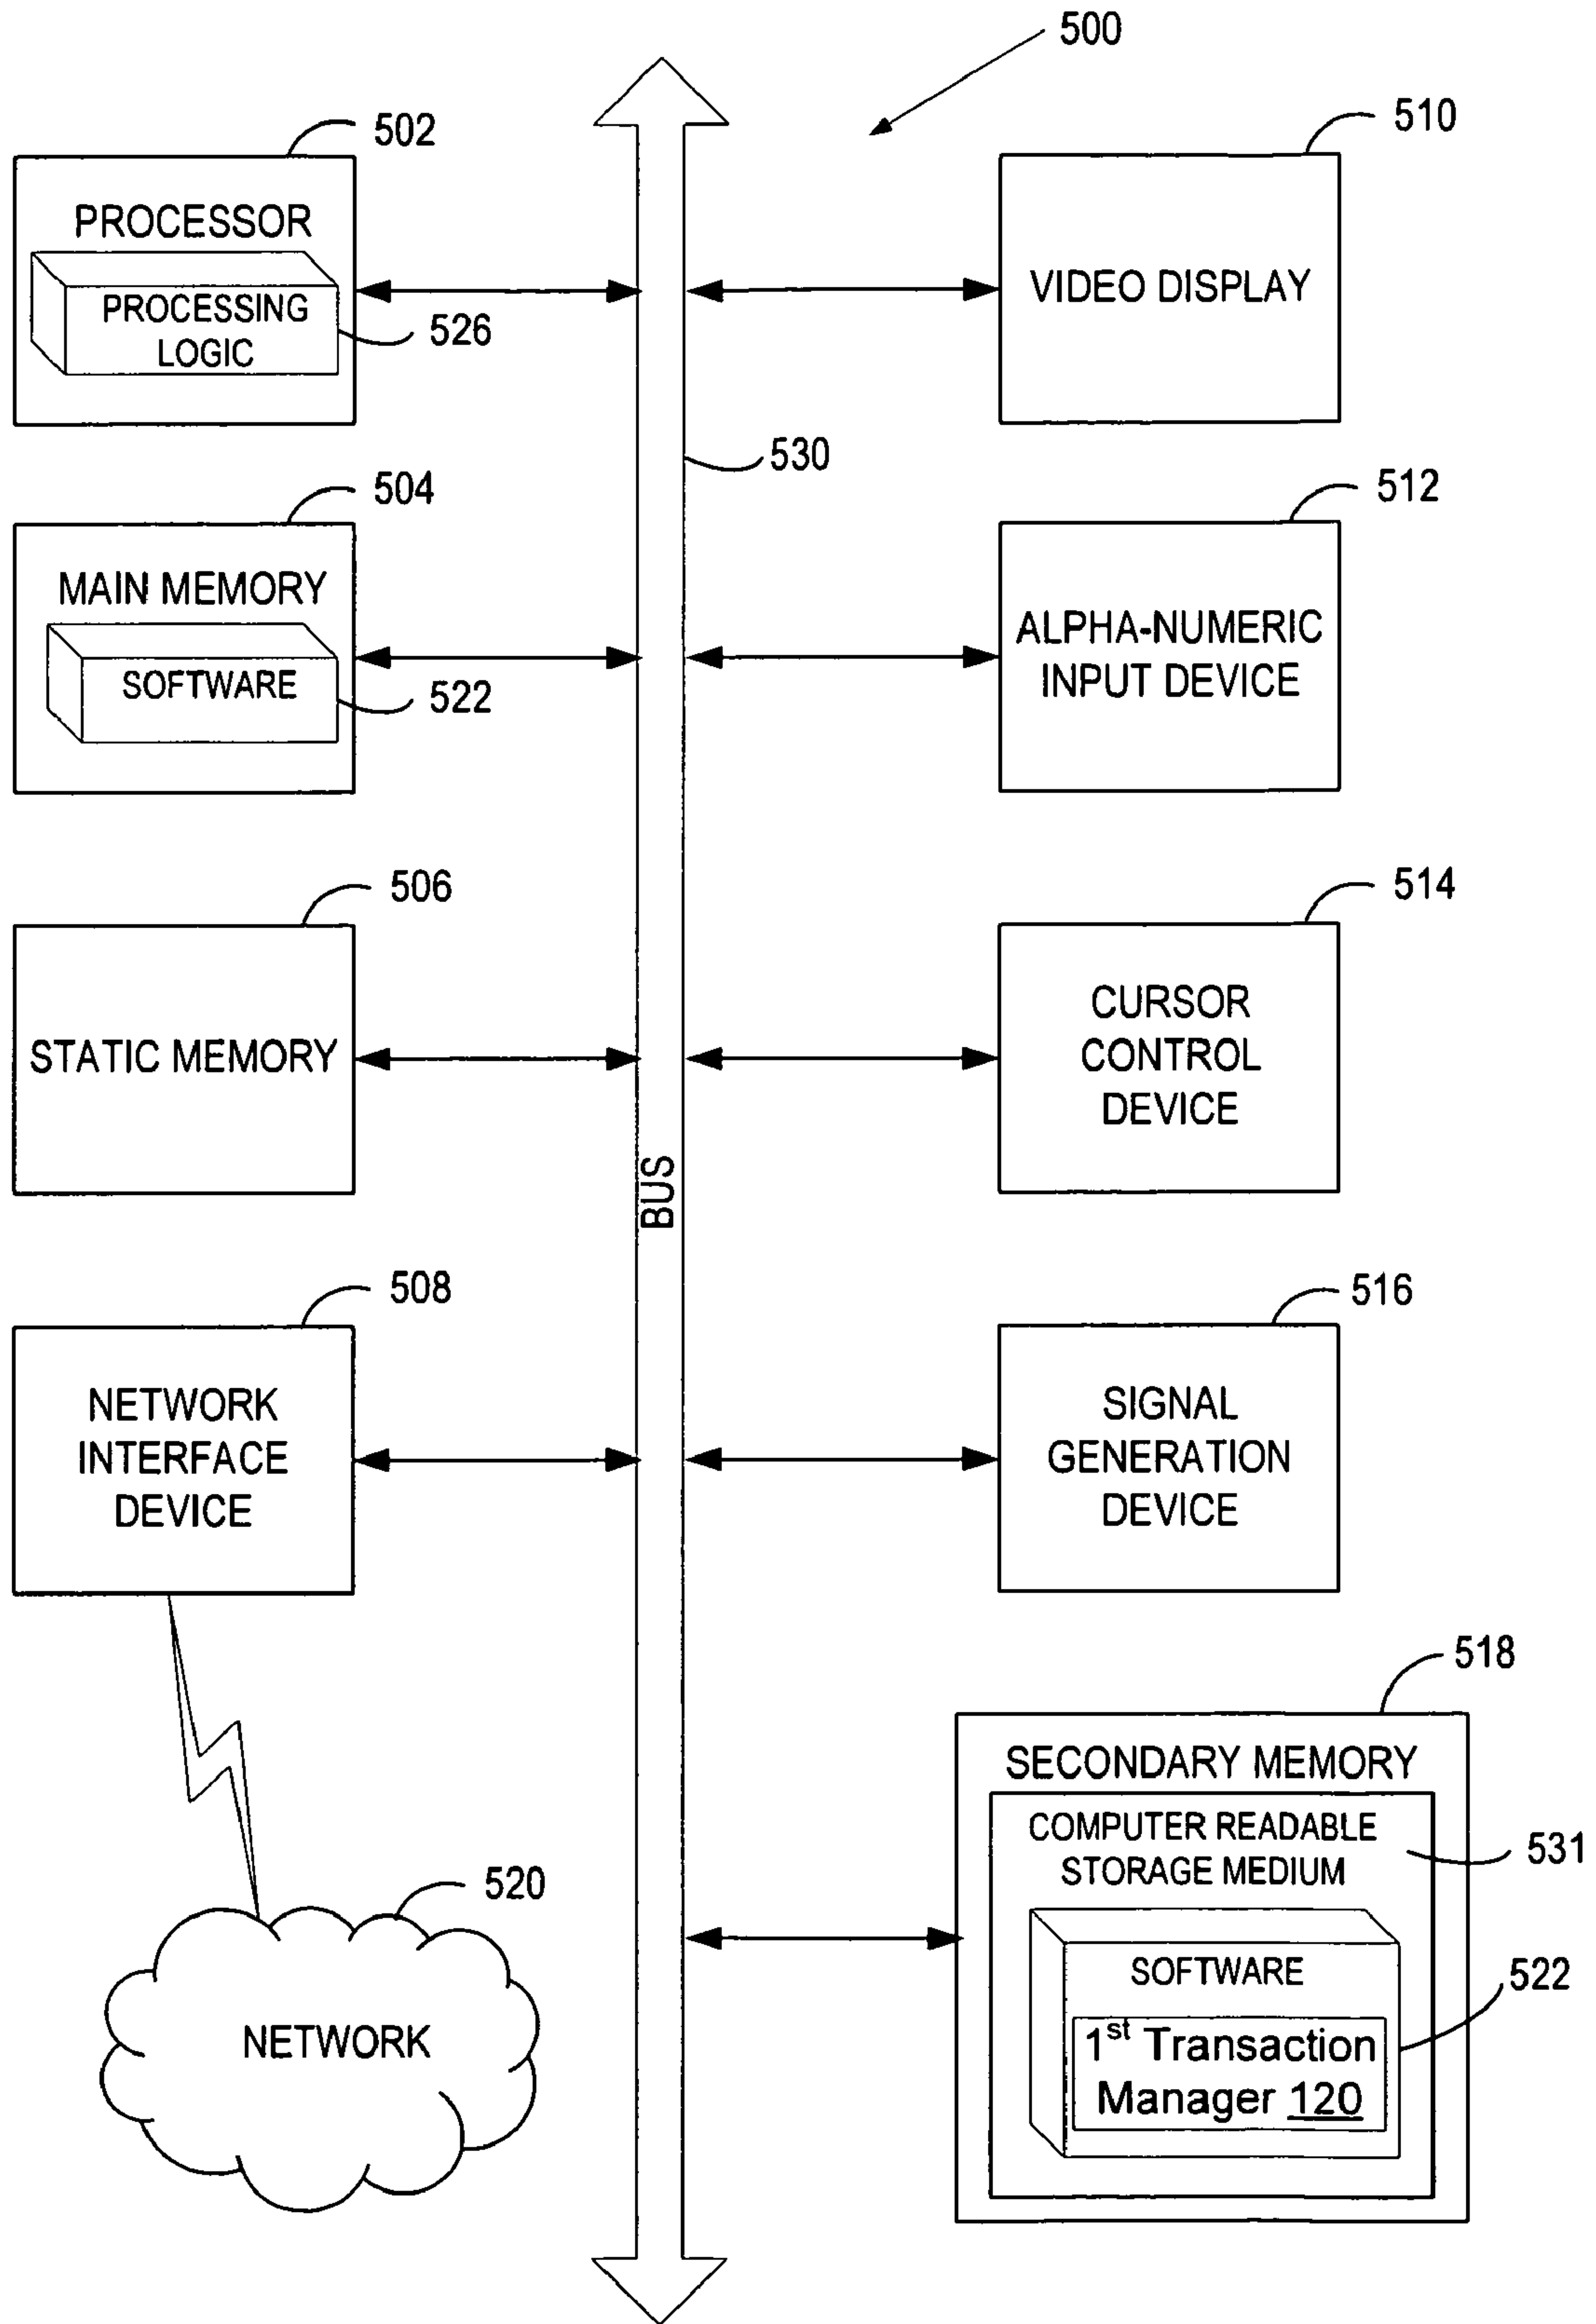 500
502
PROCESSOR
PROCESSING
LOGIC
526
510
VIDEO DISPLAY
530
504
MAIN MEMORY
SOFTWARE
522
512
ALPHA-NUMERIC
INPUT DEVICE
506
STATIC MEMORY
514
CURSOR
CONTROL
DEVICE
BUS
508
NETWORK
INTERFACE
DEVICE
516
SIGNAL
GENERATION
DEVICE
518
SECONDARY MEMORY
COMPUTER READABLE
STORAGE MEDIUM
531
SOFTWARE
522
1st Transaction
Manager 120
520
NETWORK